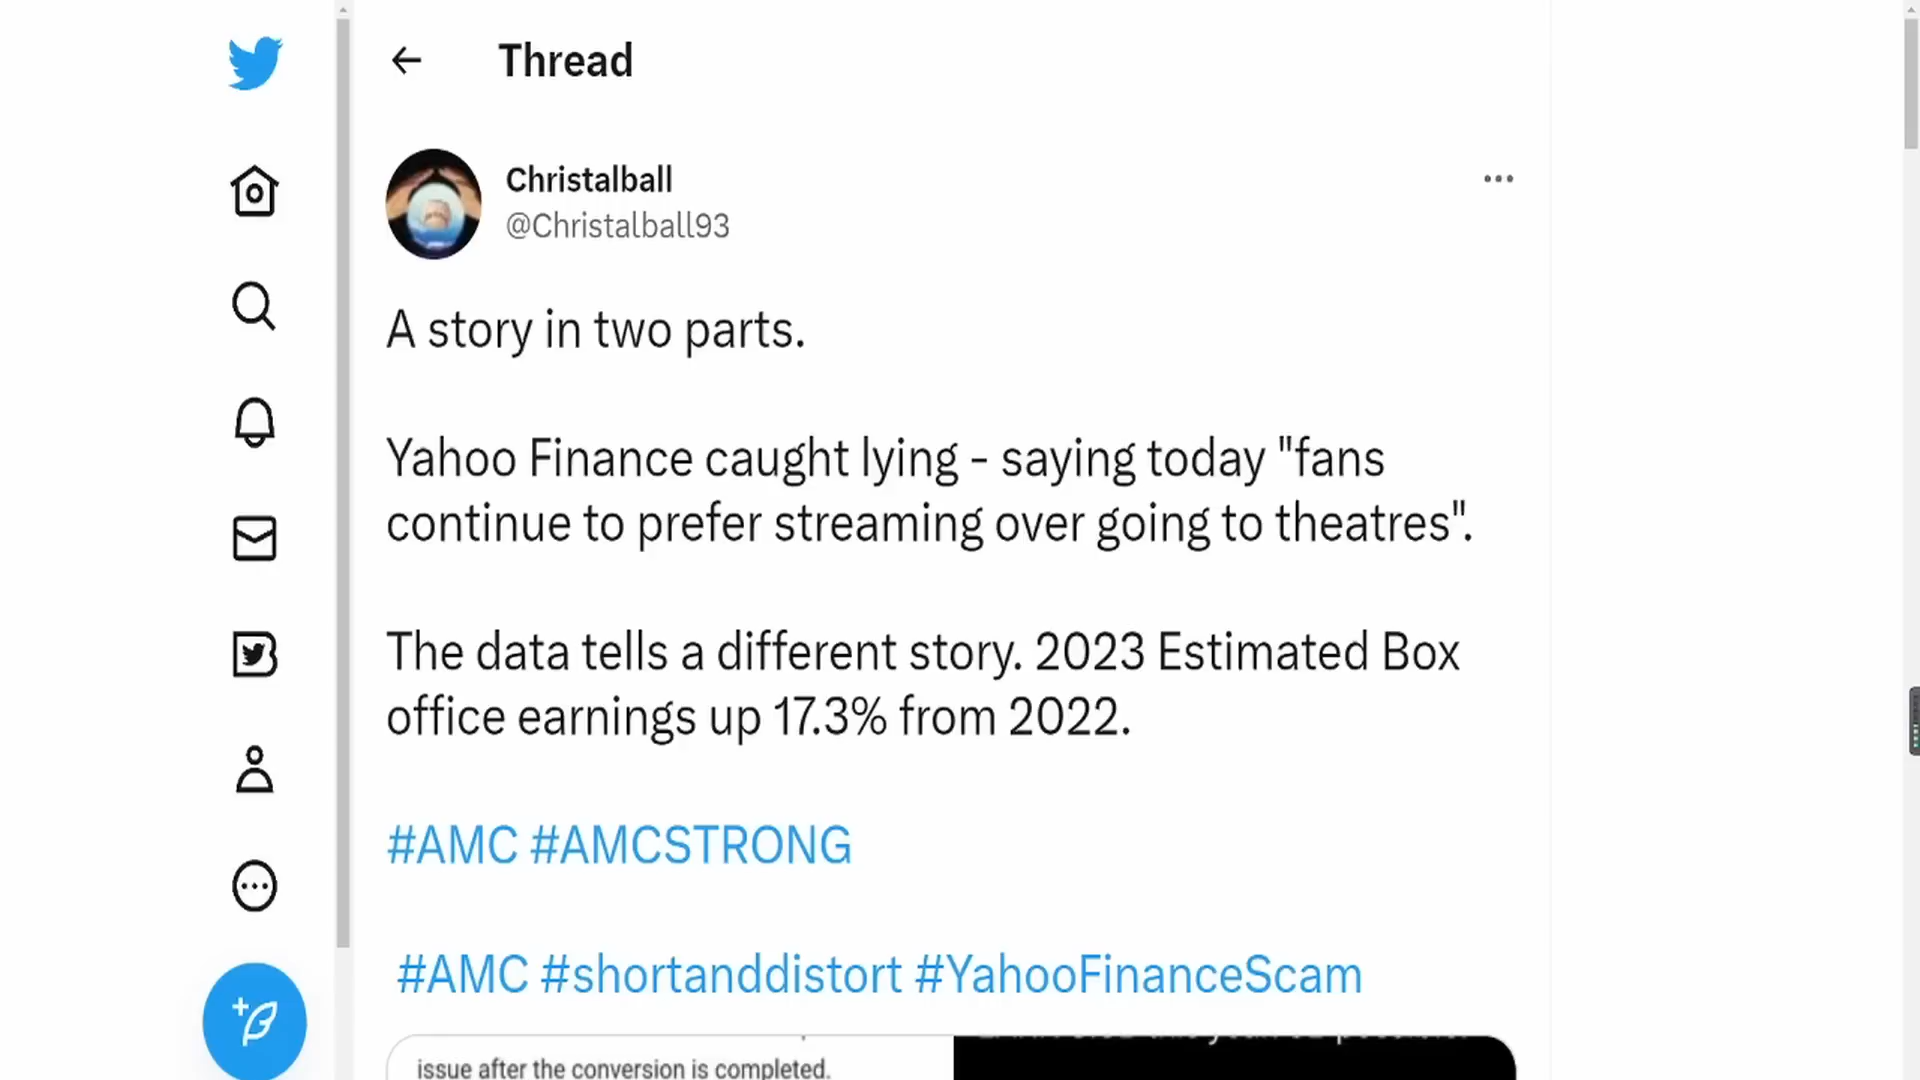 Thread
Christalball
@Christalball93
A story in two parts.
Yahoo Finance caught lying - saying today "fans
continue to prefer streaming over going to theatres".
The data tells a different story. 2023 Estimated Box
office earnings up 17.3% from 2022.
#AMC #AMCSTRONG
#AMC #shortanddistort #YahooFinanceScam
issue after the conversion is completed.